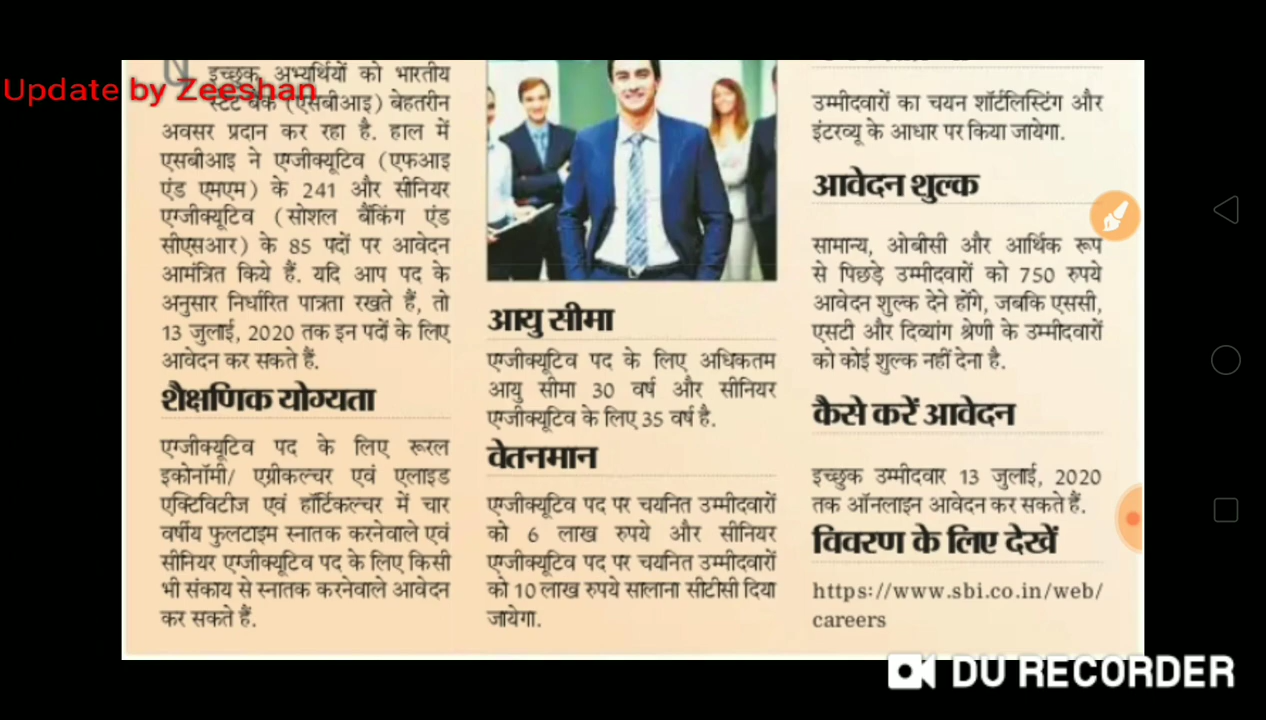 Update by Zeeshan
इच्छुक अभ्यर्थियों को भारतीय
स्टेट बैंक (एसबीआइ) बेहतरीन
अवसर प्रदान कर रहा है. हाल में
एसबीआइ ने एग्जीक्यूटिव (एफआइ
एंड एमएम) के 241 और सीनियर
एग्जीक्यूटिव (सोशल बैंकिंग एंड
सीएसआर) के 85 पदों पर आवेदन
आमंत्रित किये हैं. यदि आप पद के
अनुसार निर्धारित पात्रता रखते हैं, तो
13 जुलाई, 2020 तक इन पदों के लिए
आवेदन कर सकते हैं.
शैक्षणिक योग्यता
एग्जीक्यूटिव पद के लिए रूरल
इकोनॉमी/ एग्रीकल्चर एवं एलाइड
एक्टिविटीज एवं हॉर्टिकल्चर में चार
वर्षीय फुलटाइम स्नातक करनेवाले एवं
सीनियर एग्जीक्यूटिव पद के लिए किसी
भी संकाय से स्नातक करनेवाले आवेदन
कर सकते हैं.
आयु सीमा
एग्जीक्यूटिव पद के लिए अधिकतम
आयु सीमा 30 वर्ष और सीनियर
एग्जीक्यूटिव के लिए 35 वर्ष है.
वेतनमान
एग्जीक्यूटिव पद पर चयनित उम्मीदवारों
को 6 लाख रुपये और सीनियर
एग्जीक्यूटिव पद पर चयनित उम्मीदवारों
को 10 लाख रुपये सालाना सीटीसी दिया
जायेगा.
उम्मीदवारों का चयन शॉर्टलिस्टिंग और
इंटरव्यू के आधार पर किया जायेगा.
आवेदन शुल्क
सामान्य, ओबीसी और आर्थिक रूप
से पिछड़े उम्मीदवारों को 750 रुपये
आवेदन शुल्क देने होंगे, जबकि एससी,
एसटी और दिव्यांग श्रेणी के उम्मीदवारों
को कोई शुल्क नहीं देना है.
कैसे करें आवेदन
इच्छुक उम्मीदवार 13 जुलाई, 2020
तक ऑनलाइन आवेदन कर सकते हैं.
विवरण के लिए देखें
https://www.sbi.co.in/web/
careers
DU RECORDER